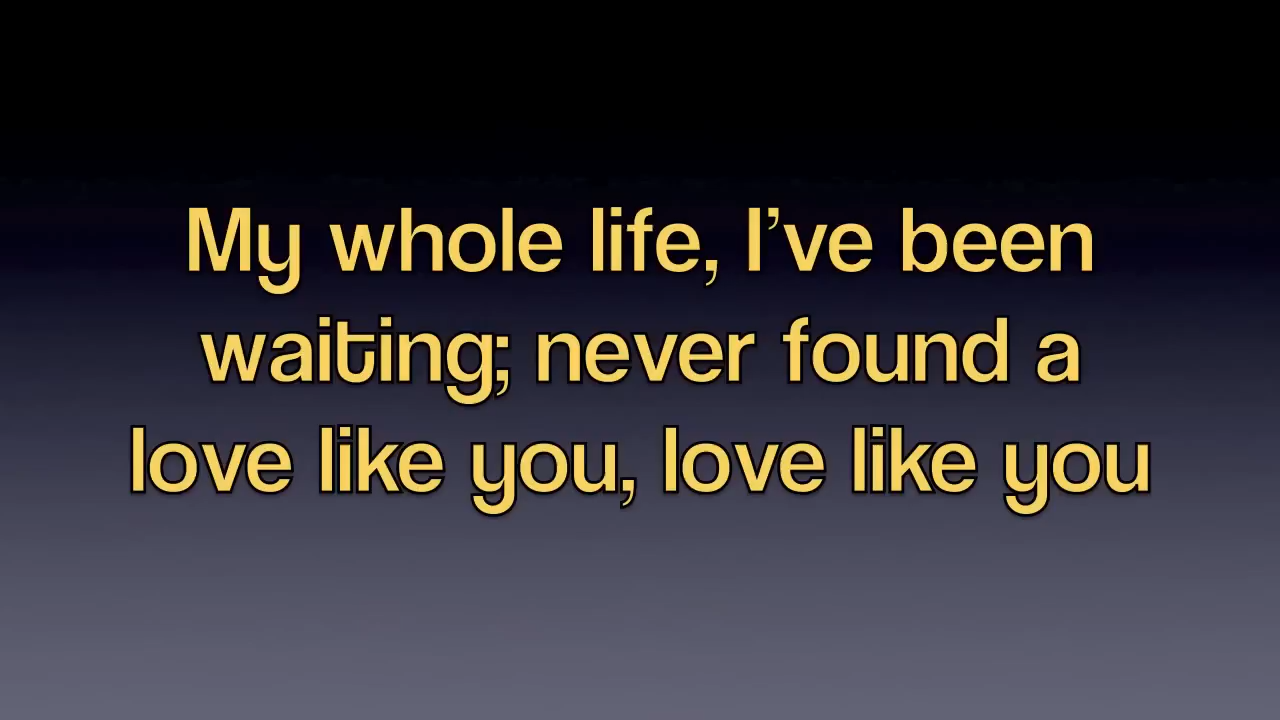 My whole life, I’ve been
waiting; never found a
love like you, love like you